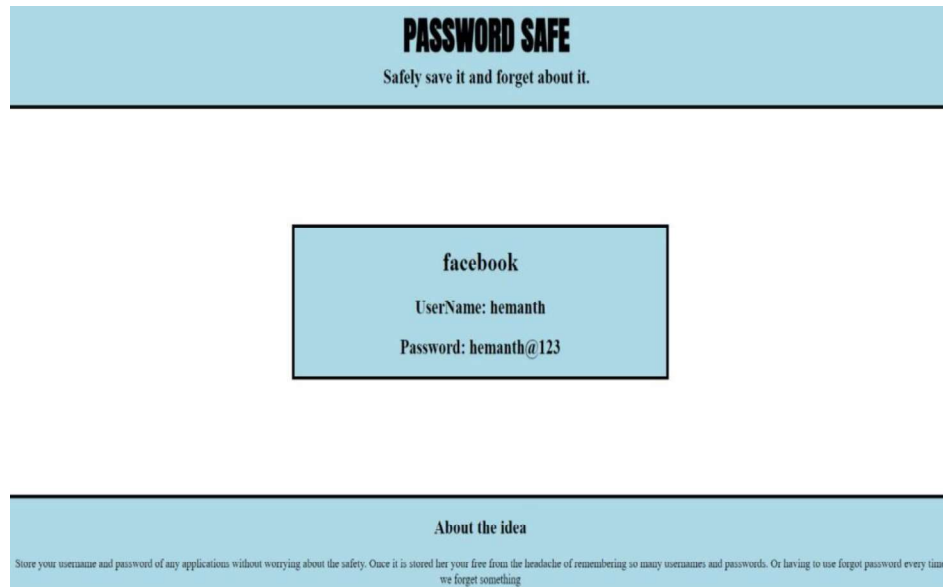 PASSWORD SAFE
Safely save it and forget about it.
facebook
UserName: hemanth
Password: hemanth@123
About the idea
Store your username and password of any applications without worrying about the safety. Once it is stored her your free from the headache of remembering so many usernames and passwords. Or having to use forgot password every tim
we forget something